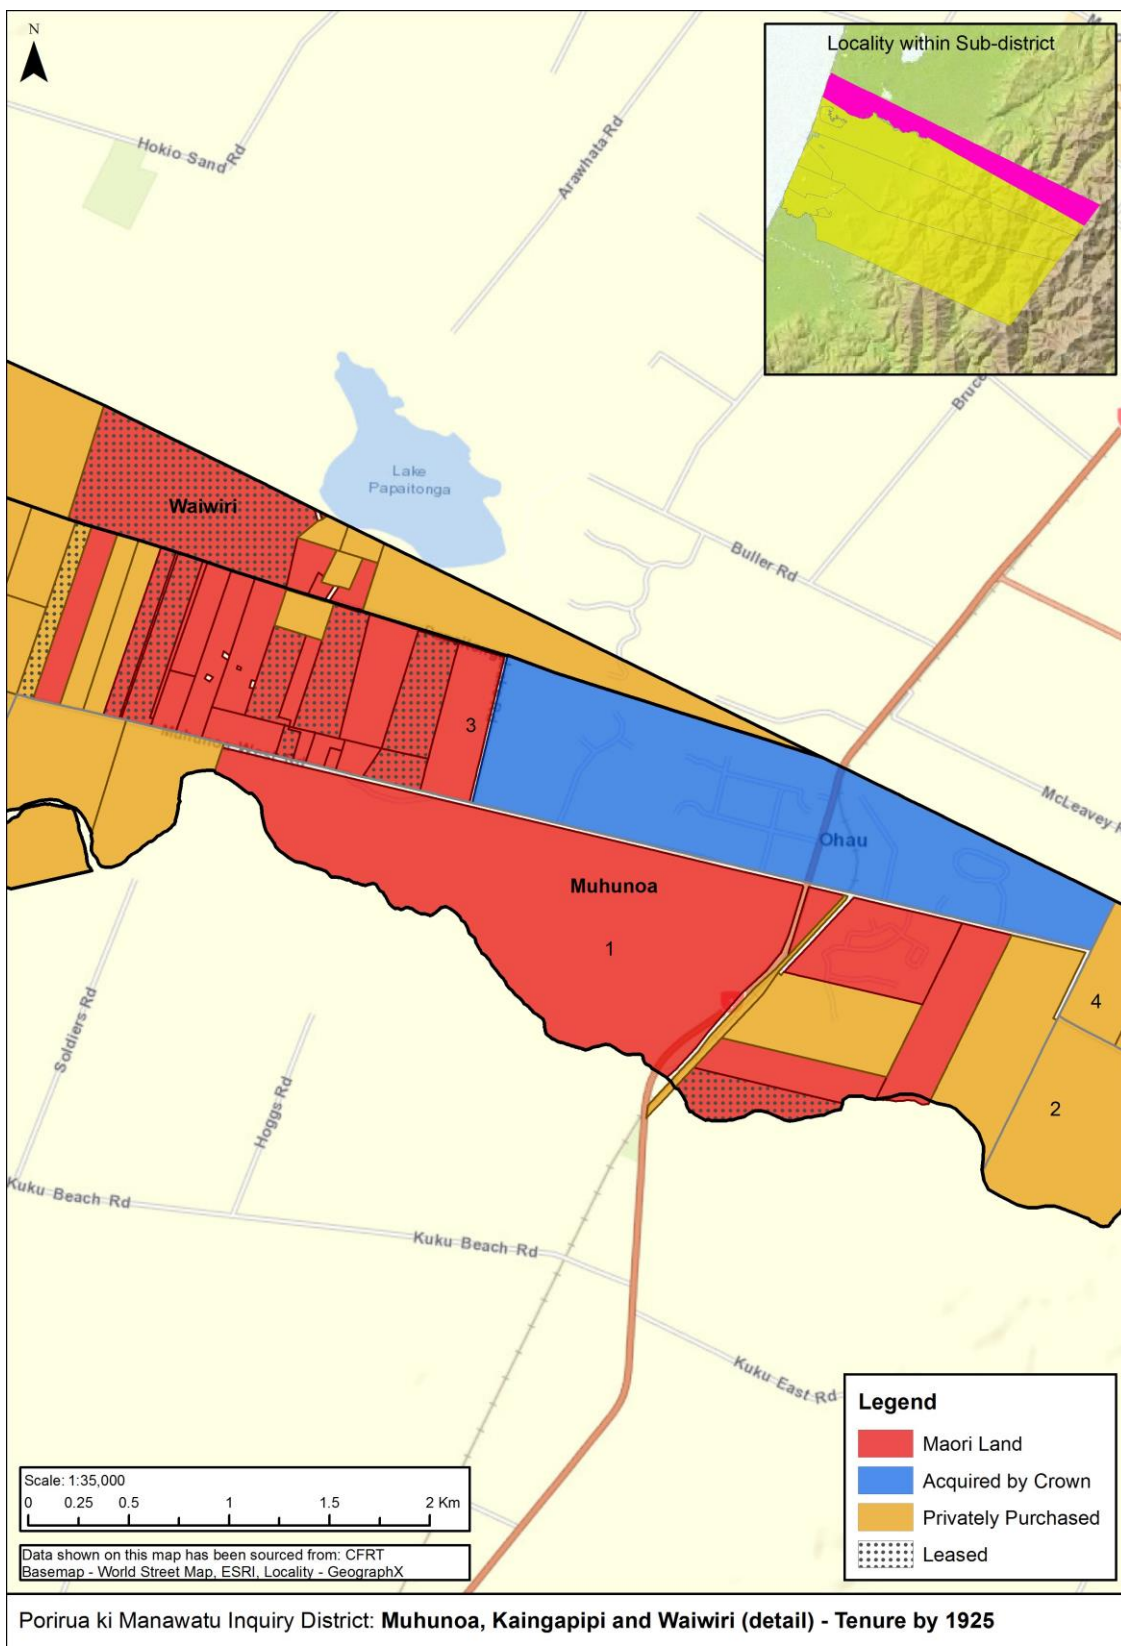 N
Locality within Sub-district
Hokio Sand Rd
Arawhata Rd
Bruce
Lake
Papaitonga
Waiwiri
Buller Rd
3
Muhunoa West Rd
McLeavey R
Ohau
Muhunoa
1
4
2
Soldiers Rd
Hoggs Rd
Kuku Beach Rd
Kuku Beach Rd
Kuku East Rd
Legend
Maori Land
Acquired by Crown
Privately Purchased
Leased
Scale: 1:35,000
0 0.25 0.5 1 1.5 2 Km
Data shown on this map has been sourced from: CFRT
Basemap - World Street Map, ESRI, Locality - GeographX
Porirua ki Manawatu Inquiry District: Muhunoa, Kaingapipi and Waiwiri (detail) - Tenure by 1925